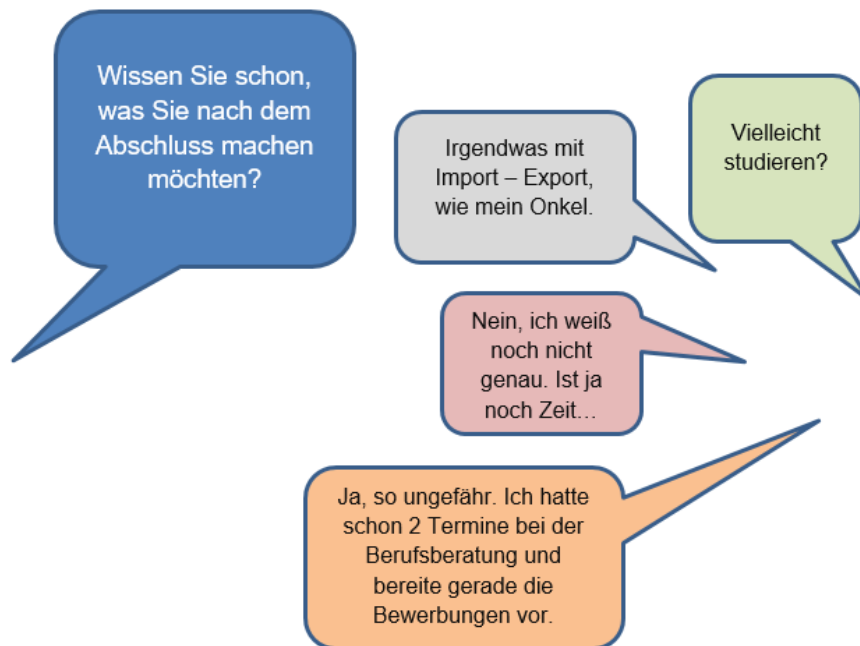 Wissen Sie schon,
was Sie nach dem
Abschluss machen
möchten?
Irgendwas mit
Import – Export,
wie mein Onkel.
Vielleicht
studieren?
Nein, ich weiß
noch nicht
genau. Ist ja
noch Zeit…
Ja, so ungefähr. Ich hatte
schon 2 Termine bei der
Berufsberatung und
bereite gerade die
Bewerbungen vor.